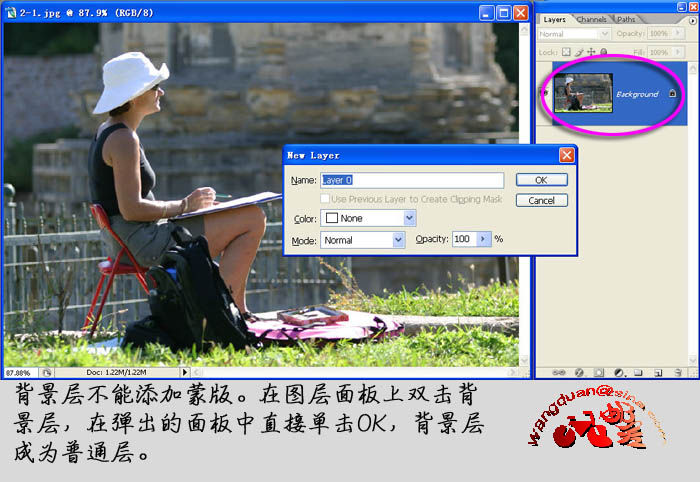 2-1.jpg @ 87.9% (RGB/8)
Layers Channels Paths
Normal Opacity: 100%
Lock: Fill: 100%
Background
New Layer
Name: Layer 0 OK
Use Previous Layer to Create Clipping Mask Cancel
Color: None
Mode: Normal Opacity: 100 %
87.88% Doc: 1.22M/1.22M
背景层不能添加蒙版。在图层面板上双击背
景层，在弹出的面板中直接单击OK，背景层
成为普通层。
wangduan@sina.com